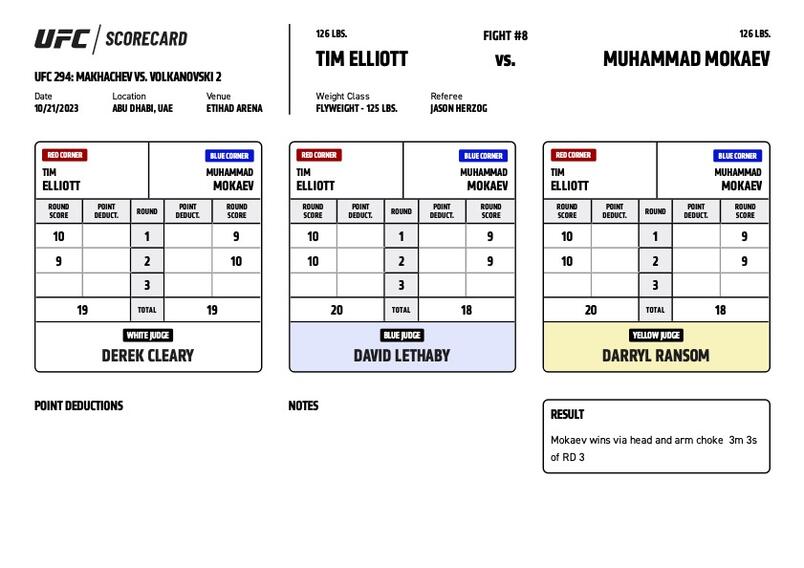 UFC / SCORECARD
UFC 294: MAKHACHEV VS. VOLKANOVSKI 2
Date Location Venue
10/21/2023 ABU DHABI, UAE ETIHAD ARENA
126 LBS. FIGHT #8 126 LBS.
TIM ELLIOTT vs. MUHAMMAD MOKAEV
Weight Class Referee
FLYWEIGHT - 125 LBS. JASON HERZOG
RED CORNER BLUE CORNER
TIM MUHAMMAD
ELLIOTT MOKAEV
ROUND POINT ROUND POINT ROUND
SCORE DEDUCT. DEDUCT. SCORE
10 1 9
9 2 10
3
19 TOTAL 19
WHITE JUDGE
DEREK CLEARY
RED CORNER BLUE CORNER
TIM MUHAMMAD
ELLIOTT MOKAEV
ROUND POINT ROUND POINT ROUND
SCORE DEDUCT. DEDUCT. SCORE
10 1 9
10 2 9
3
20 TOTAL 18
BLUE JUDGE
DAVID LETHABY
RED CORNER BLUE CORNER
TIM MUHAMMAD
ELLIOTT MOKAEV
ROUND POINT ROUND POINT ROUND
SCORE DEDUCT. DEDUCT. SCORE
10 1 9
10 2 9
3
20 TOTAL 18
YELLOW JUDGE
DARRYL RANSOM
POINT DEDUCTIONS
NOTES
RESULT
Mokaev wins via head and arm choke 3m 3s
of RD 3